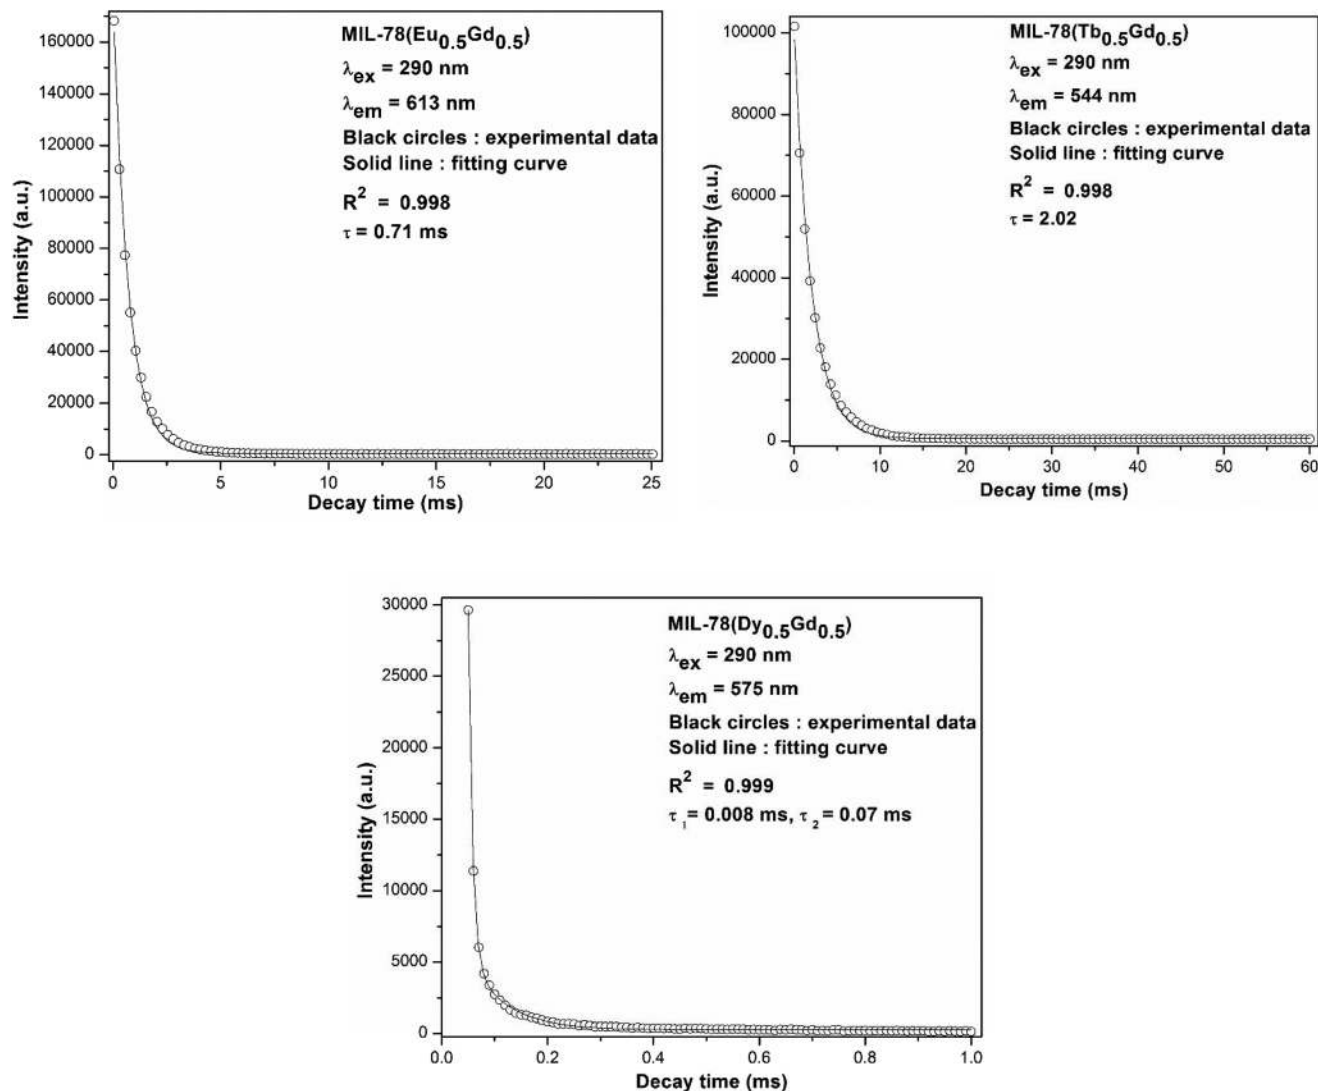 MIL-78(Eu0.5Gd0.5)
λex = 290 nm
λem = 613 nm
Black circles : experimental data
Solid line : fitting curve
R2 = 0.998
τ = 0.71 ms
Intensity (a.u.)
160000
140000
120000
100000
80000
60000
40000
20000
0
0 5 10 15 20 25
Decay time (ms)
MIL-78(Tb0.5Gd0.5)
λex = 290 nm
λem = 544 nm
Black circles : experimental data
Solid line : fitting curve
R2 = 0.998
τ = 2.02
Intensity (a.u.)
100000
80000
60000
40000
20000
0
0 10 20 30 40 50 60
Decay time (ms)
MIL-78(Dy0.5Gd0.5)
λex = 290 nm
λem = 575 nm
Black circles : experimental data
Solid line : fitting curve
R2 = 0.999
τ1 = 0.008 ms, τ2 = 0.07 ms
Intensity (a.u.)
30000
25000
20000
15000
10000
5000
0
0.0 0.2 0.4 0.6 0.8 1.0
Decay time (ms)